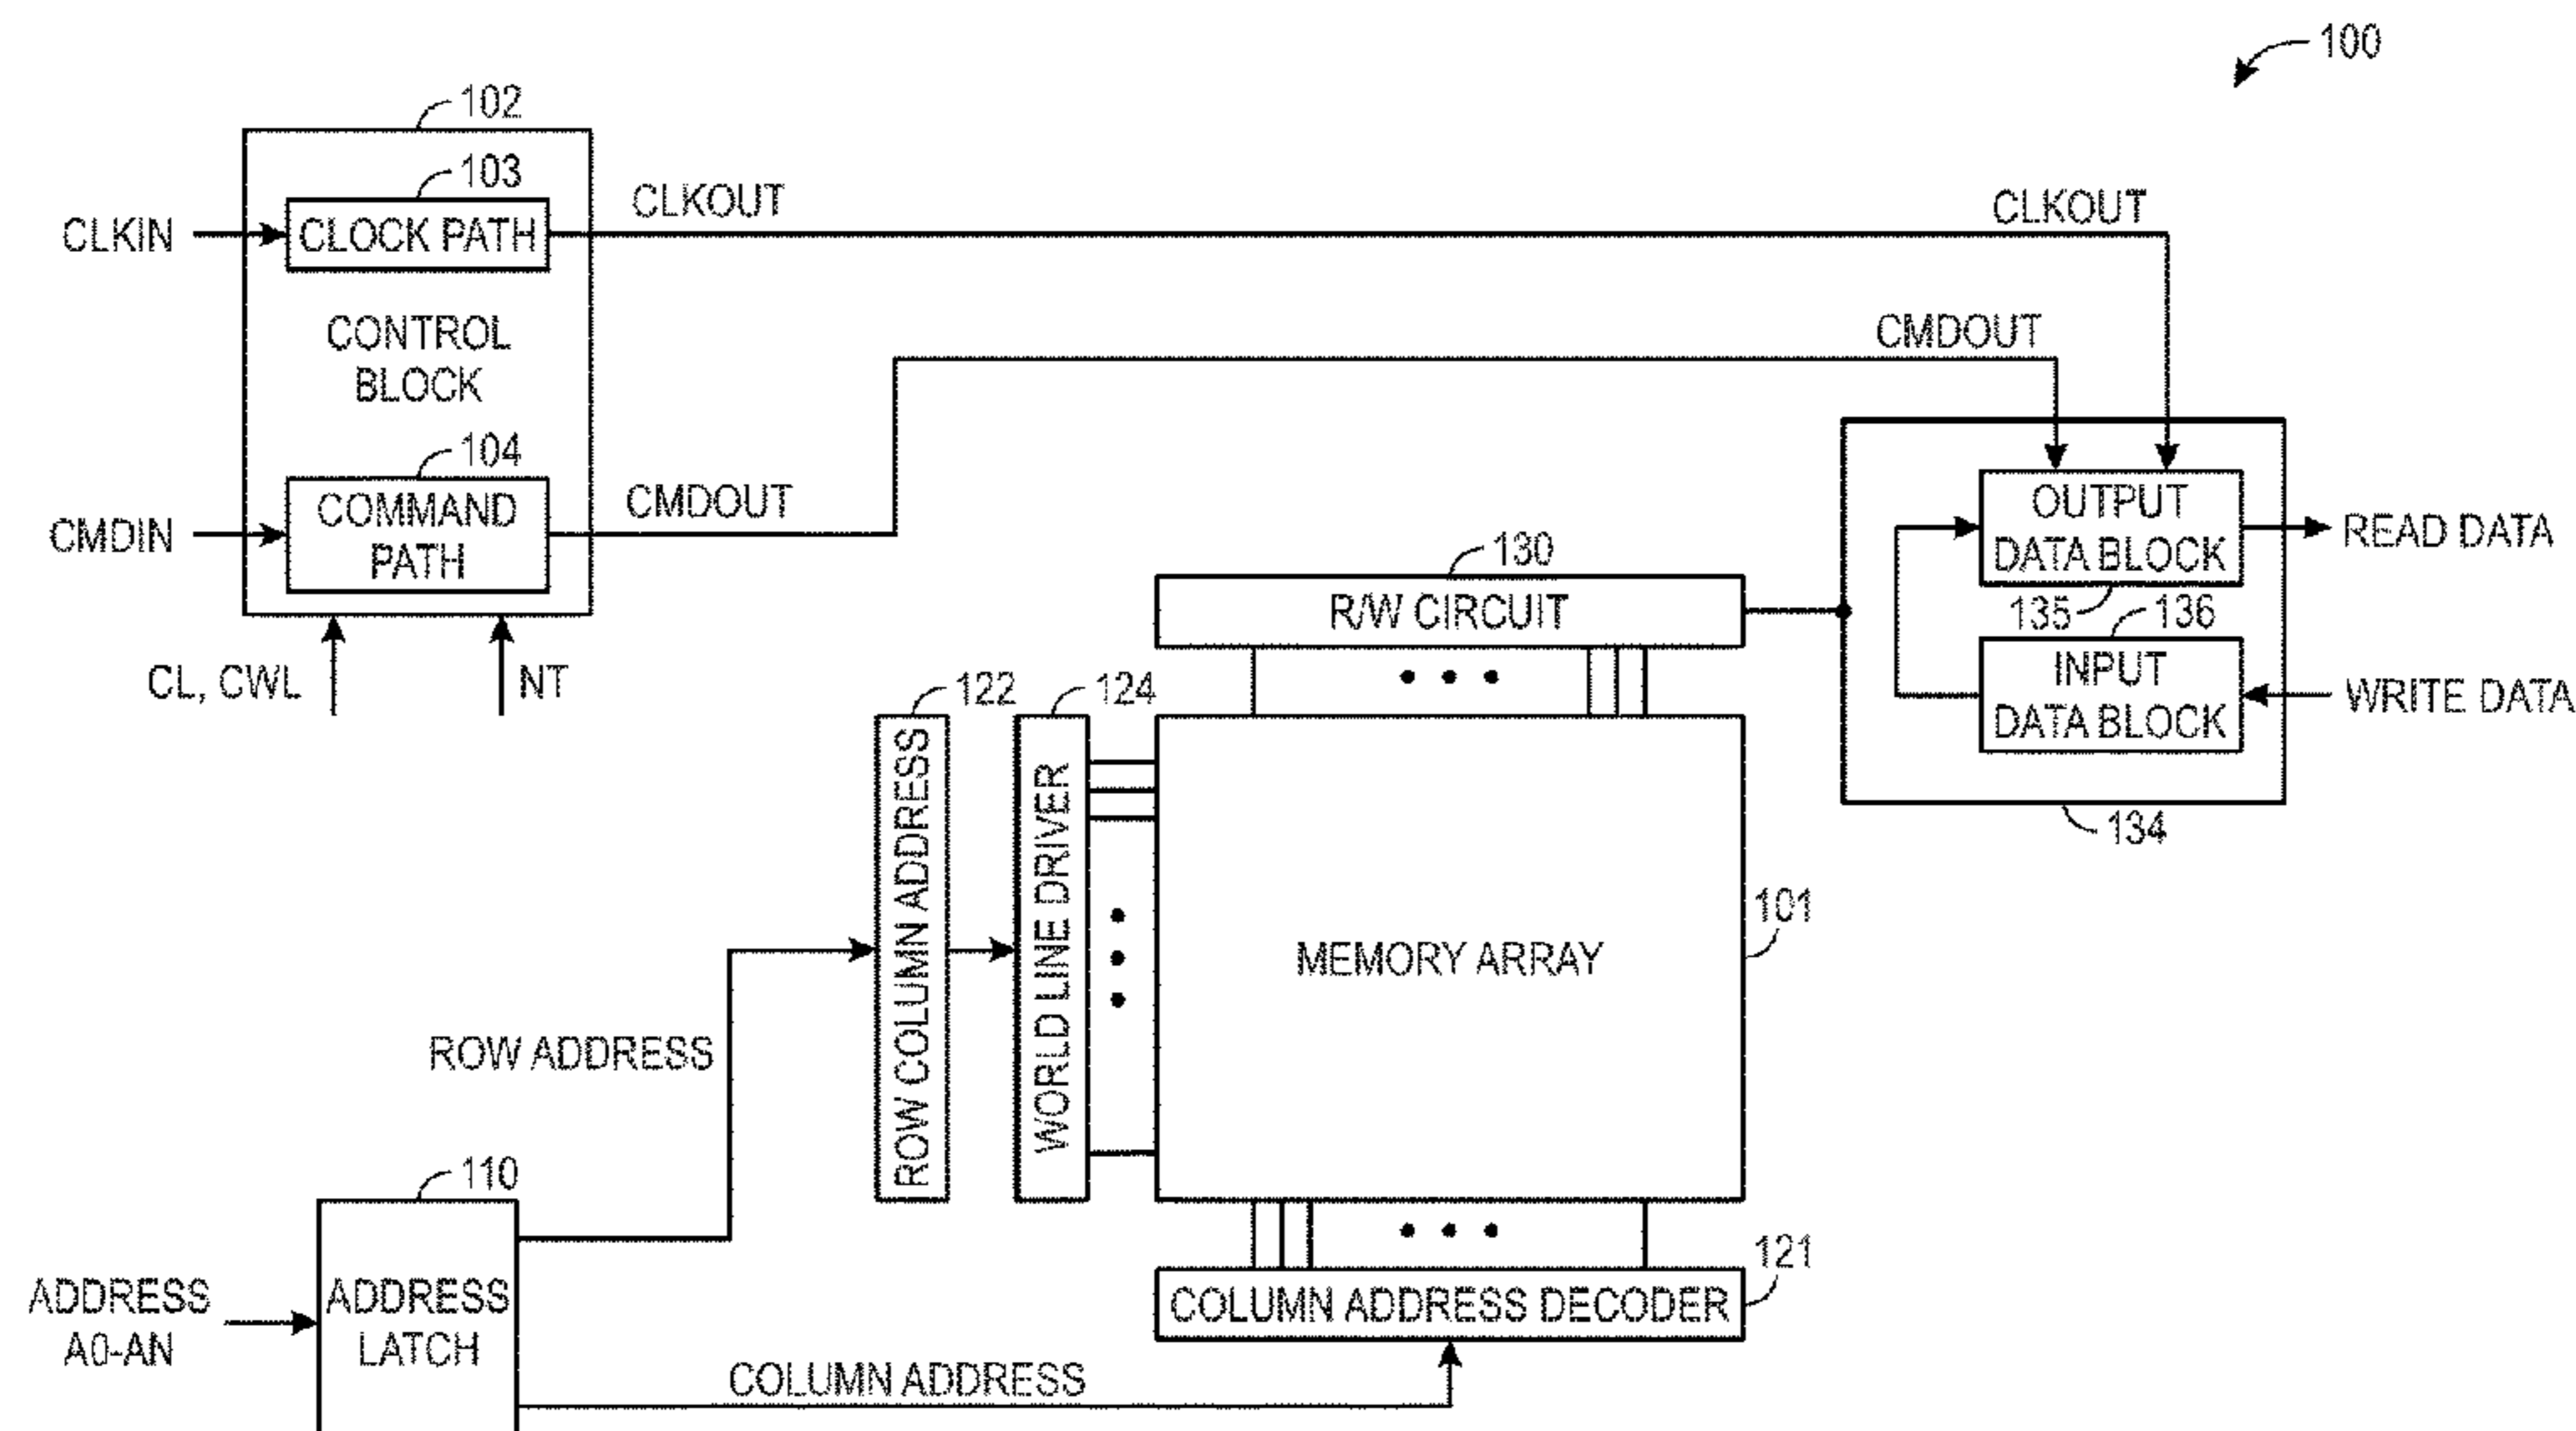 100
102
103
CLKIN
CLOCK PATH
CLKOUT
CLKOUT
CONTROL
BLOCK
CMDOUT
104
CMDIN
COMMAND
PATH
CMDOUT
OUTPUT
DATA BLOCK
READ DATA
135
136
INPUT
DATA BLOCK
WRITE DATA
134
CL, CWL
NT
130
R/W CIRCUIT
122
124
ROW COLUMN ADDRESS
WORLD LINE DRIVER
MEMORY ARRAY
101
ROW ADDRESS
110
ADDRESS
A0-AN
ADDRESS
LATCH
121
COLUMN ADDRESS DECODER
COLUMN ADDRESS